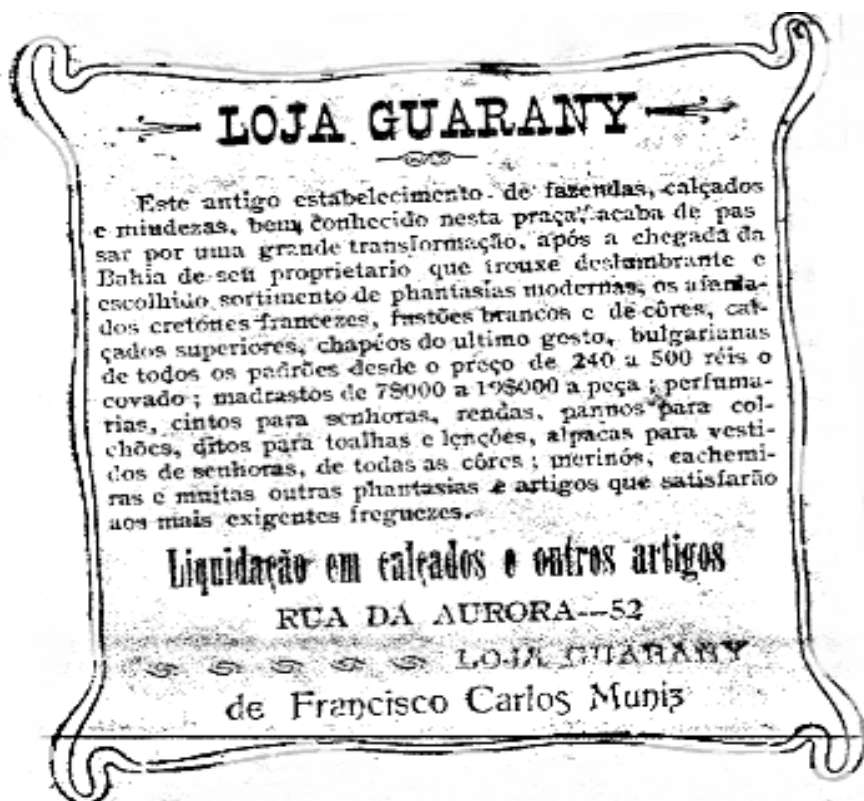 LOJA GUARANY
Este antigo estabelecimento de fazendas, calçados
e miudezas, bem conhecido nesta praça, acaba de pas
sar por uma grande transformação, após a chegada da
Bahia de seu proprietario que trouxe deslumbrante e
escolhido sortimento de phantasias modernas, os afama-
dos cretones francezes, fustões brancos e de côres, cal-
çados superiores, chapéos do ultimo gosto, bulgarianas
de todos os padrões desde o preço de 240 a 500 réis o
covado; madrastos de 7$000 a 19$000 a peça; perfuma-
rias, cintos para senhoras, rendas, pannos para col-
chões, ditos para toalhas e lençóes, alpacas para vesti-
dos de senhoras, de todas as côres; merinós, cachemi-
ras e muitas outras phantasias e artigos que satisfarão
aos mais exigentes freguezes.
Liquidação em calçados e outros artigos
RUA DA AURORA---52
LOJA GUARANY
de Francisco Carlos Muniz